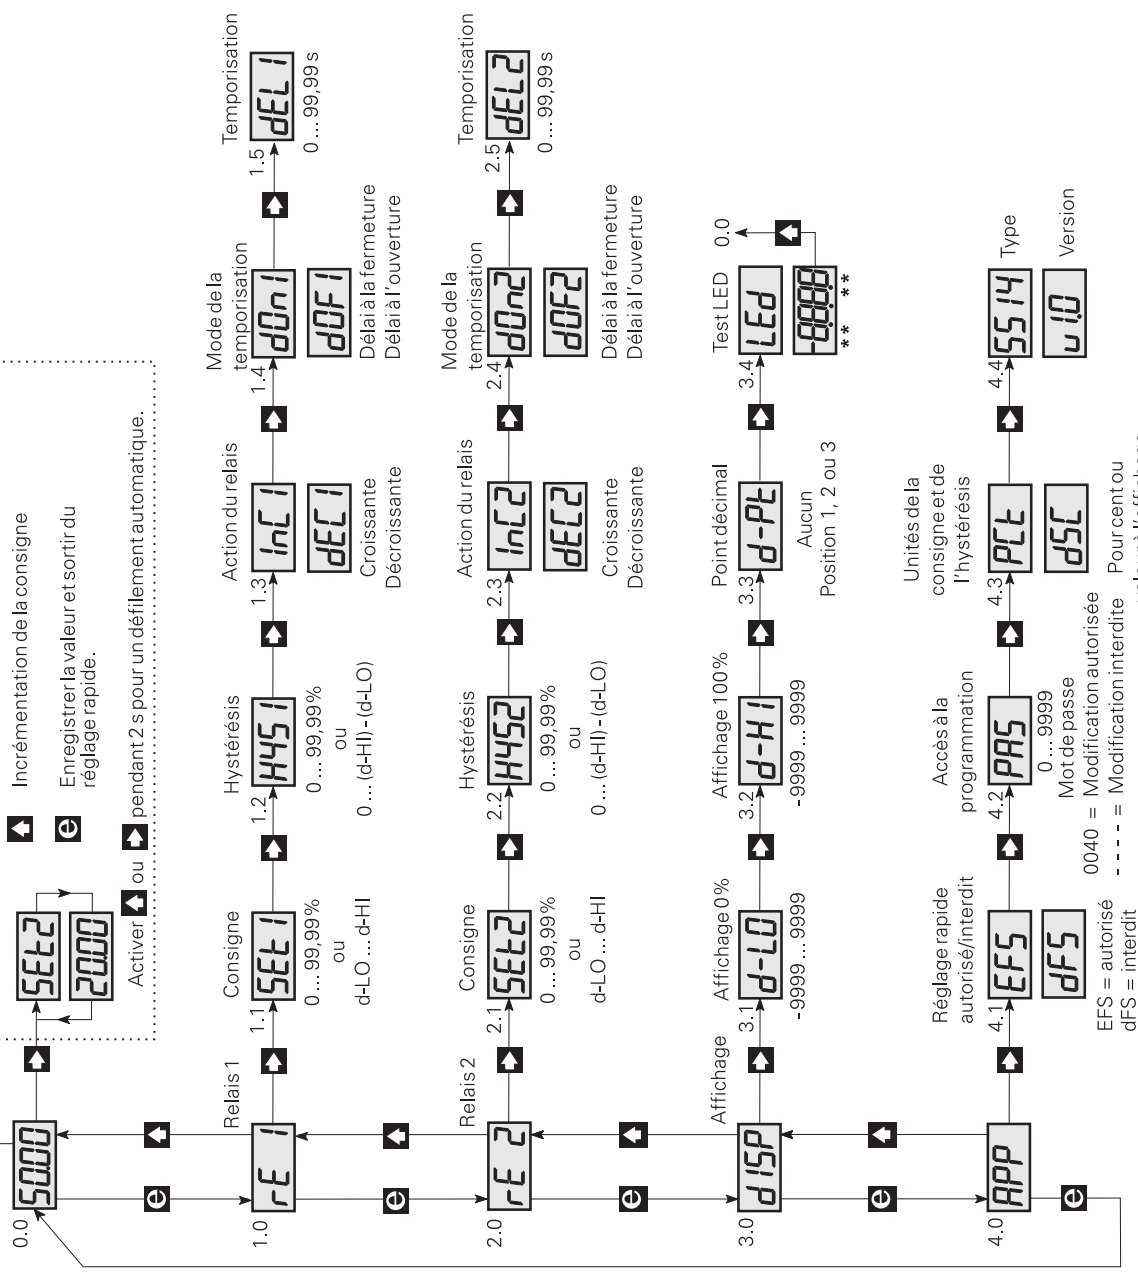 0.0
50.00
SEt2
20.00
Incrémentation de la consigne
e
Enregistrer la valeur et sortir du
réglage rapide.
Activer ou pendant 2 s pour un défilement automatique.
e
1.0
rE 1
Relais 1
1.1
Consigne
SEt1
0 ... 99,99%
ou
d-LO ... d-HI
1.2
Hystérésis
HYS1
0 ... 99,99%
ou
0 ... (d-HI) - (d-LO)
1.3
Action du relais
InC1
dEC1
Croissante
Décroissante
1.4
Mode de la
temporisation
dOn1
dOF1
Délai à la fermeture
Délai à l'ouverture
1.5
Temporisation
dEL1
0 ... 99,99 s
e
2.0
rE 2
Relais 2
2.1
Consigne
SEt2
0 ... 99,99%
ou
d-LO ... d-HI
2.2
Hystérésis
HYS2
0 ... 99,99%
ou
0 ... (d-HI) - (d-LO)
2.3
Action du relais
InC2
dEC2
Croissante
Décroissante
2.4
Mode de la
temporisation
dOn2
dOF2
Délai à la fermeture
Délai à l'ouverture
2.5
Temporisation
dEL2
0 ... 99,99 s
e
3.0
dISP
Affichage
3.1
Affichage 0%
d-LO
-9999 ... 9999
3.2
Affichage 100%
d-HI
-9999 ... 9999
3.3
Point décimal
d-Pt
Aucun
Position 1, 2 ou 3
3.4
Test LED
LEd
-8.8.8.8
** **
0.0
e
4.0
APP
e
4.1
Réglage rapide
autorisé/interdit
EFS
dFS
EFS = autorisé
dFS = interdit
4.2
Accès à la
programmation
PAS
0 ... 9999
Mot de passe
0040 = Modification autorisée
- - - - = Modification interdite
4.3
Unités de la
consigne et de
l'hystérésis
PCt
dSC
Pour cent ou
4.4
SS 14
Type
u1.0
Version